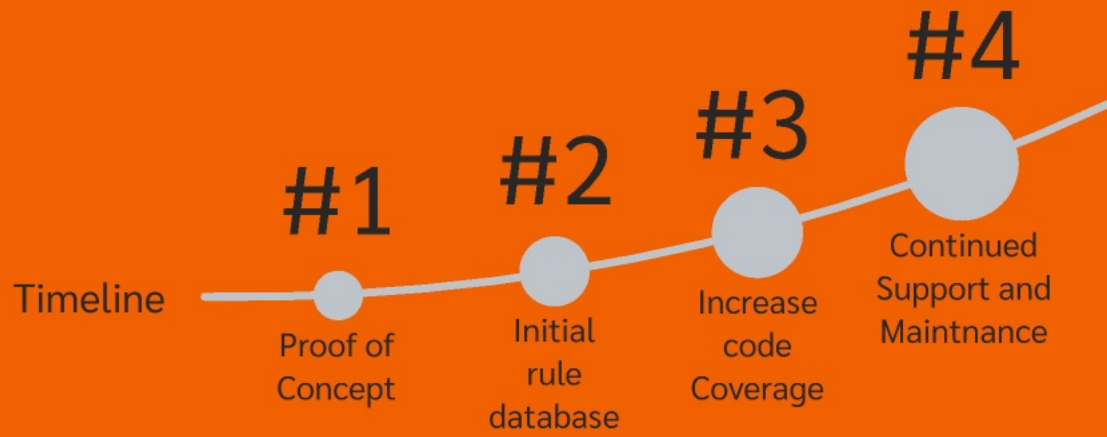 Timeline
#1
Proof of
Concept
#2
Initial
rule
database
#3
Increase
code
Coverage
#4
Continued
Support and
Maintnance